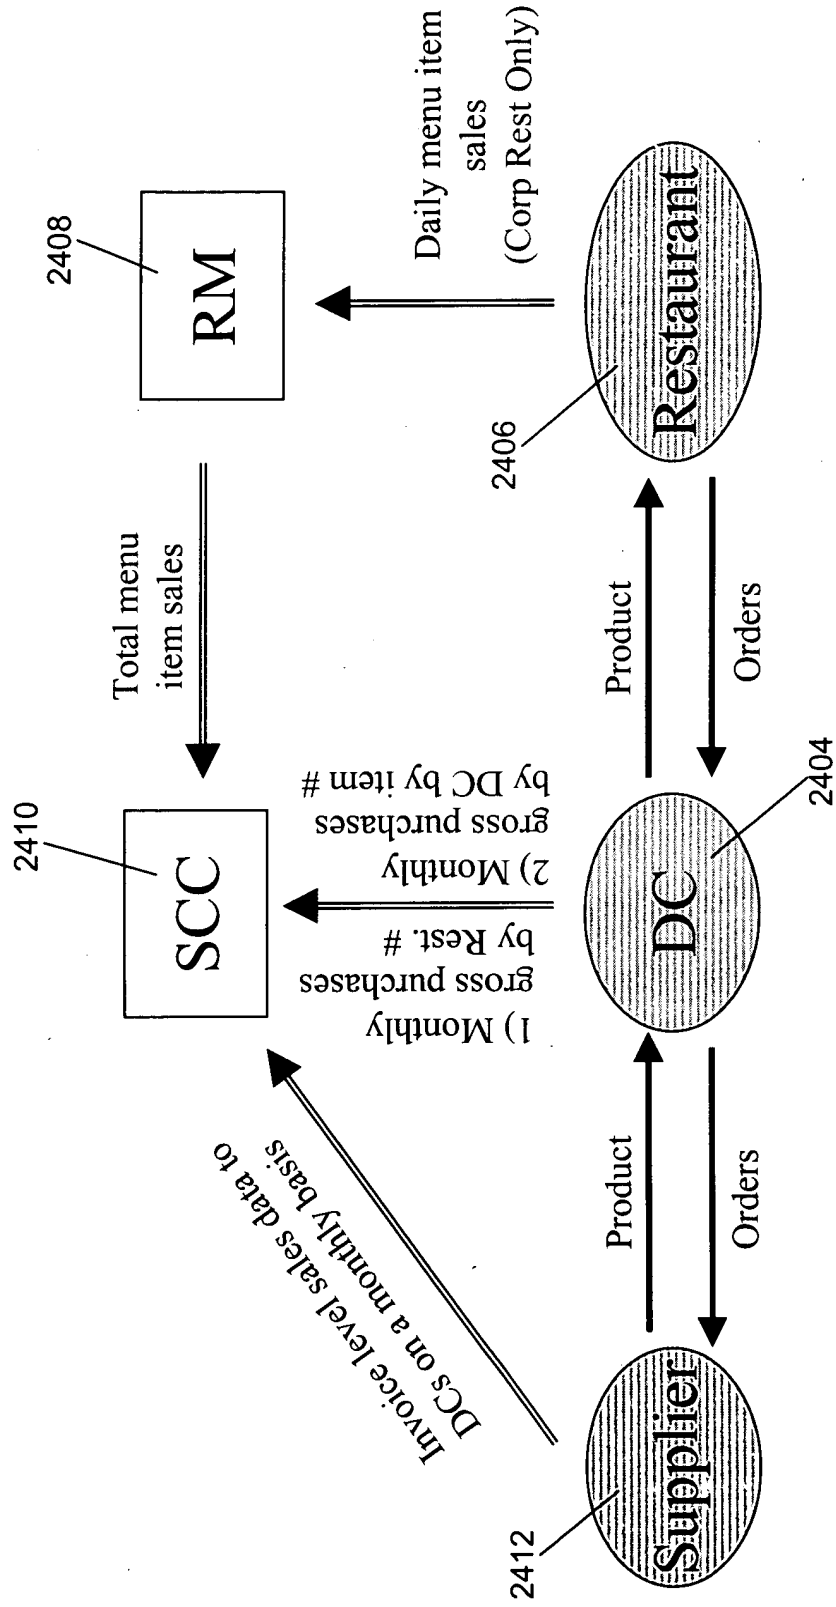 2410
2408
SCC
RM
Total menu
item sales
Invoice level sales data to
DCs on a monthly basis
1) Monthly
gross purchases
by Rest. #
2) Monthly
gross purchases
by DC by item #
Daily menu item
sales
(Corp Rest Only)
2412
2406
Product
Product
Supplier
DC
Restaurant
Orders
Orders
2404